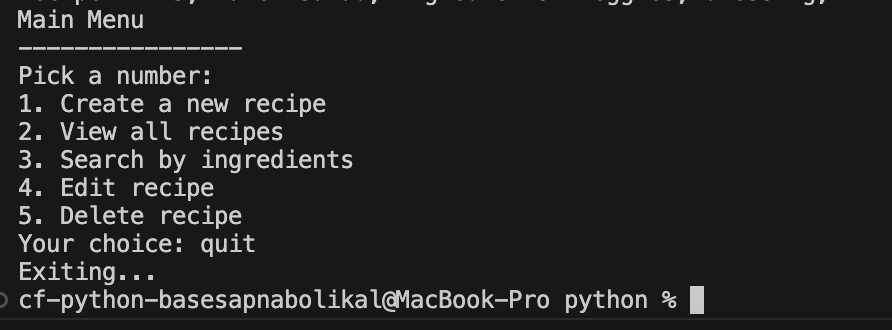 Main Menu
----------------
Pick a number:
1. Create a new recipe
2. View all recipes
3. Search by ingredients
4. Edit recipe
5. Delete recipe
Your choice: quit
Exiting...
cf-python-basesapnabolikal@MacBook-Pro python %